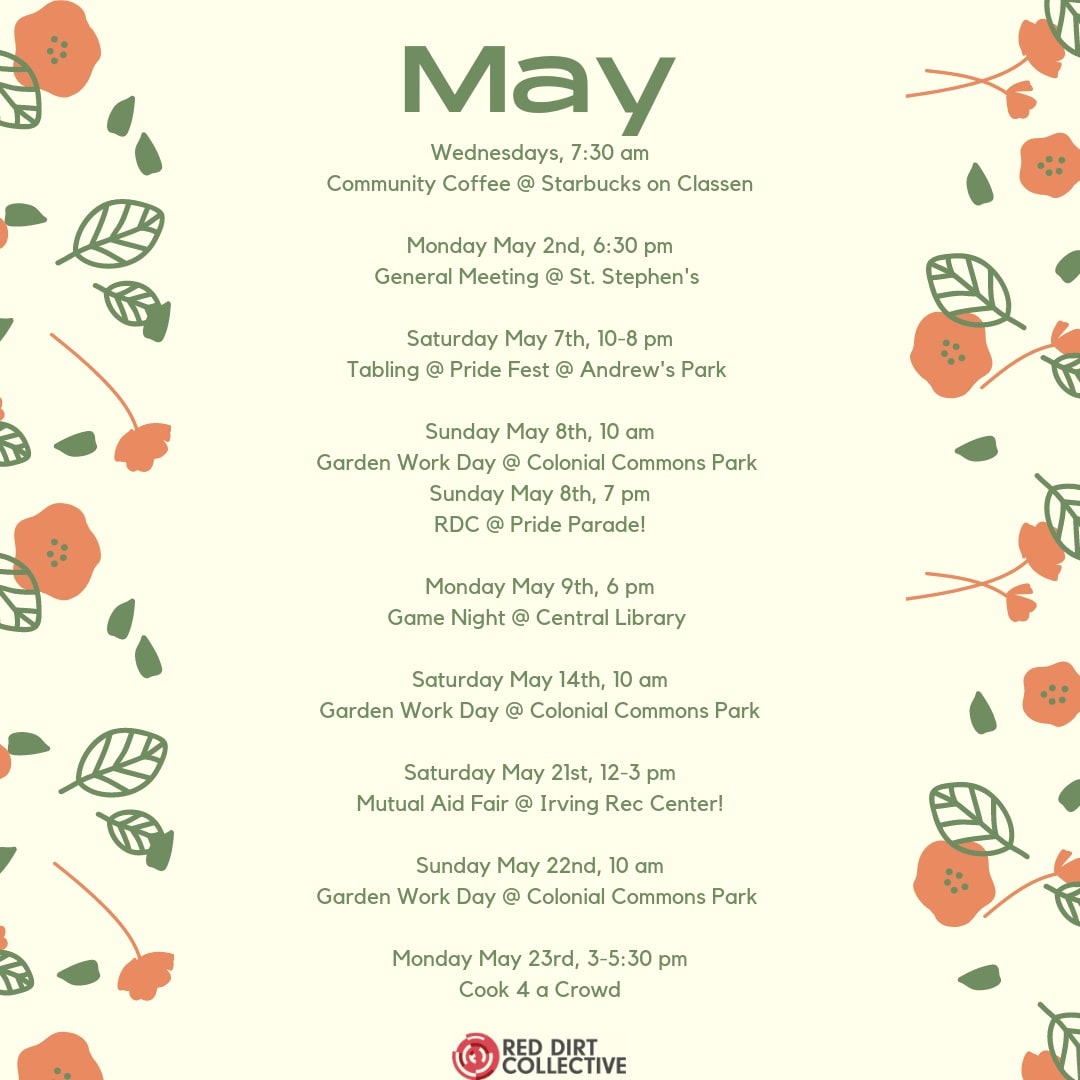 May
Wednesdays, 7:30 am
Community Coffee @ Starbucks on Classen
Monday May 2nd, 6:30 pm
General Meeting @ St. Stephen's
Saturday May 7th, 10-8 pm
Tabling @ Pride Fest @ Andrew's Park
Sunday May 8th, 10 am
Garden Work Day @ Colonial Commons Park
Sunday May 8th, 7 pm
RDC @ Pride Parade!
Monday May 9th, 6 pm
Game Night @ Central Library
Saturday May 14th, 10 am
Garden Work Day @ Colonial Commons Park
Saturday May 21st, 12-3 pm
Mutual Aid Fair @ Irving Rec Center!
Sunday May 22nd, 10 am
Garden Work Day @ Colonial Commons Park
Monday May 23rd, 3-5:30 pm
Cook 4 a Crowd
RED DIRT
COLLECTIVE